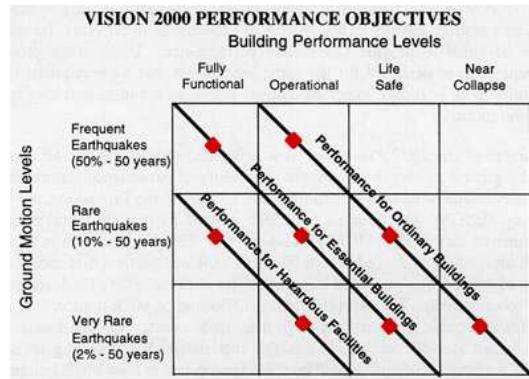 VISION 2000 PERFORMANCE OBJECTIVES
Building Performance Levels
Fully
Functional
Operational
Life
Safe
Near
Collapse
Ground Motion Levels
Frequent
Earthquakes
(50% - 50 years)
Rare
Earthquakes
(10% - 50 years)
Very Rare
Earthquakes
(2% - 50 years)
Performance for Ordinary Buildings
Performance for Essential Buildings
Performance for Hazardous Facilities